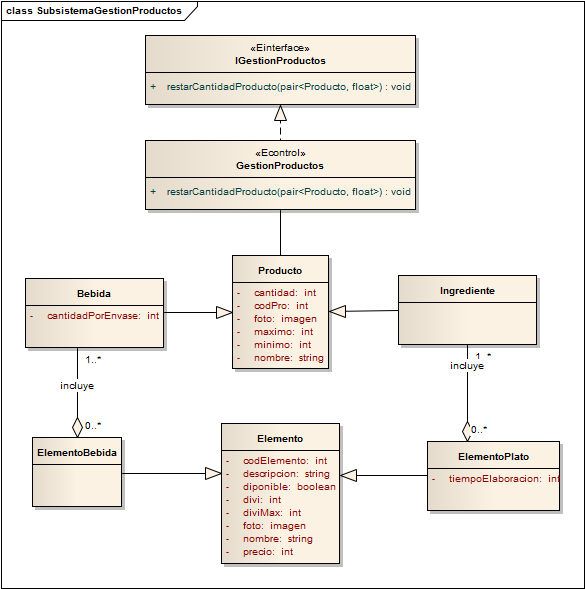 class SubsistemaGestionProductos
«Einterface»
IGestionProductos
+ restarCantidadProducto(pair<Producto, float>) : void
«Econtrol»
GestionProductos
+ restarCantidadProducto(pair<Producto, float>) : void
Producto
- cantidad: int
- codPro: int
- foto: imagen
- maximo: int
- minimo: int
- nombre: string
Bebida
- cantidadPorEnvase: int
Ingrediente
1..*
incluye
0..*
1..*
incluye
0..*
ElementoBebida
Elemento
- codElemento: int
- descripcion: string
- diponible: boolean
- divi: int
- diviMax: int
- foto: imagen
- nombre: string
- precio: int
ElementoPlato
- tiempoElaboracion: int